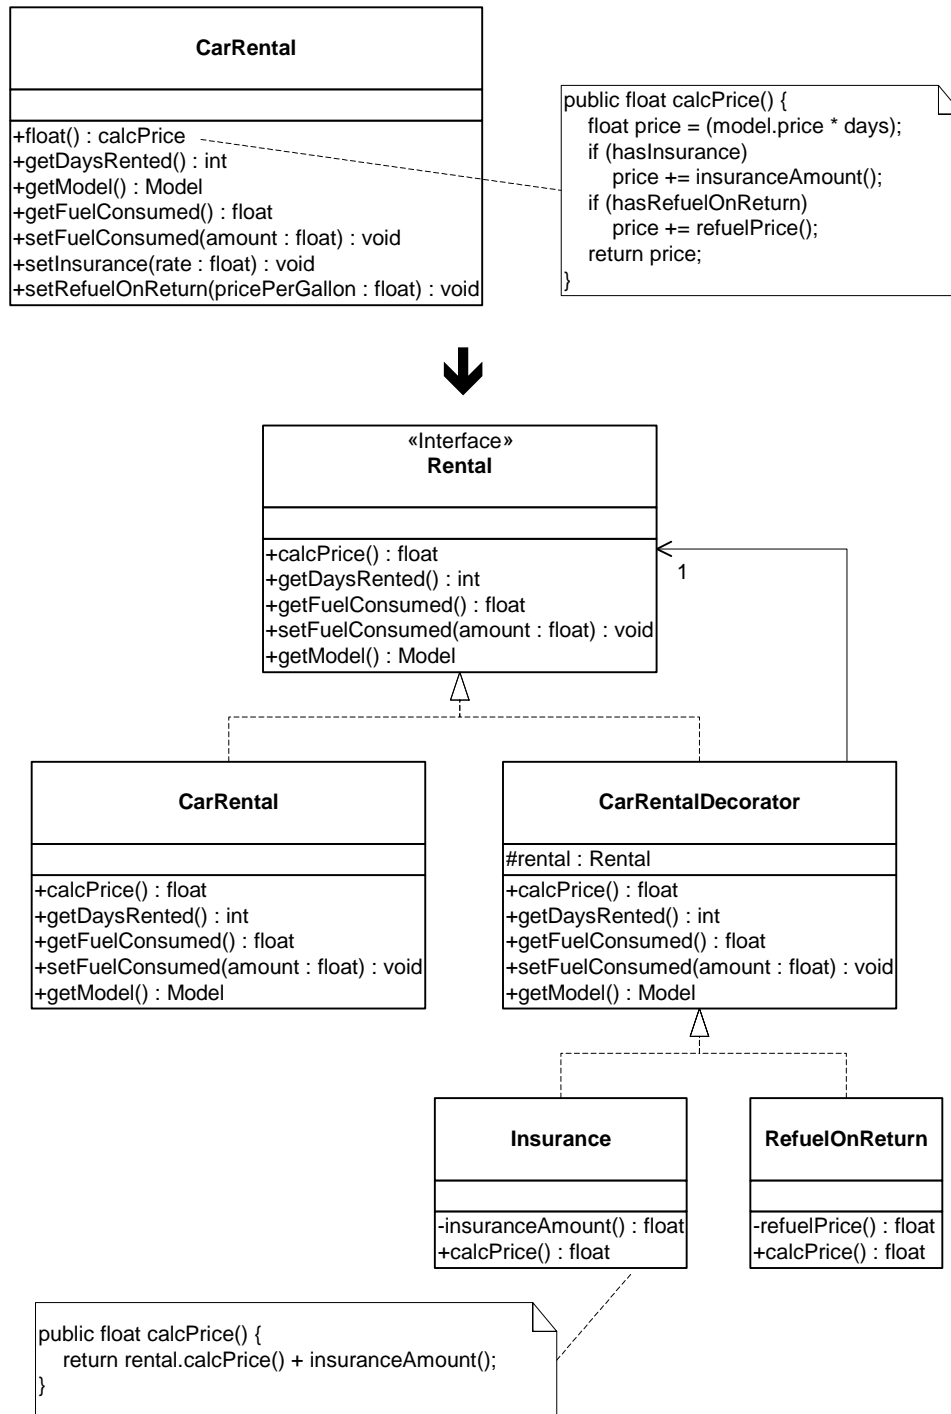 CarRental
+float() : calcPrice
+getDaysRented() : int
+getModel() : Model
+getFuelConsumed() : float
+setFuelConsumed(amount : float) : void
+setInsurance(rate : float) : void
+setRefuelOnReturn(pricePerGallon : float) : void
public float calcPrice() {
float price = (model.price * days);
if (hasInsurance)
price += insuranceAmount();
if (hasRefuelOnReturn)
price += refuelPrice();
return price;
}
«Interface»
Rental
+calcPrice() : float
+getDaysRented() : int
+getFuelConsumed() : float
+setFuelConsumed(amount : float) : void
+getModel() : Model
1
CarRental
+calcPrice() : float
+getDaysRented() : int
+getFuelConsumed() : float
+setFuelConsumed(amount : float) : void
+getModel() : Model
CarRentalDecorator
#rental : Rental
+calcPrice() : float
+getDaysRented() : int
+getFuelConsumed() : float
+setFuelConsumed(amount : float) : void
+getModel() : Model
Insurance
-insuranceAmount() : float
+calcPrice() : float
RefuelOnReturn
-refuelPrice() : float
+calcPrice() : float
public float calcPrice() {
return rental.calcPrice() + insuranceAmount();
}